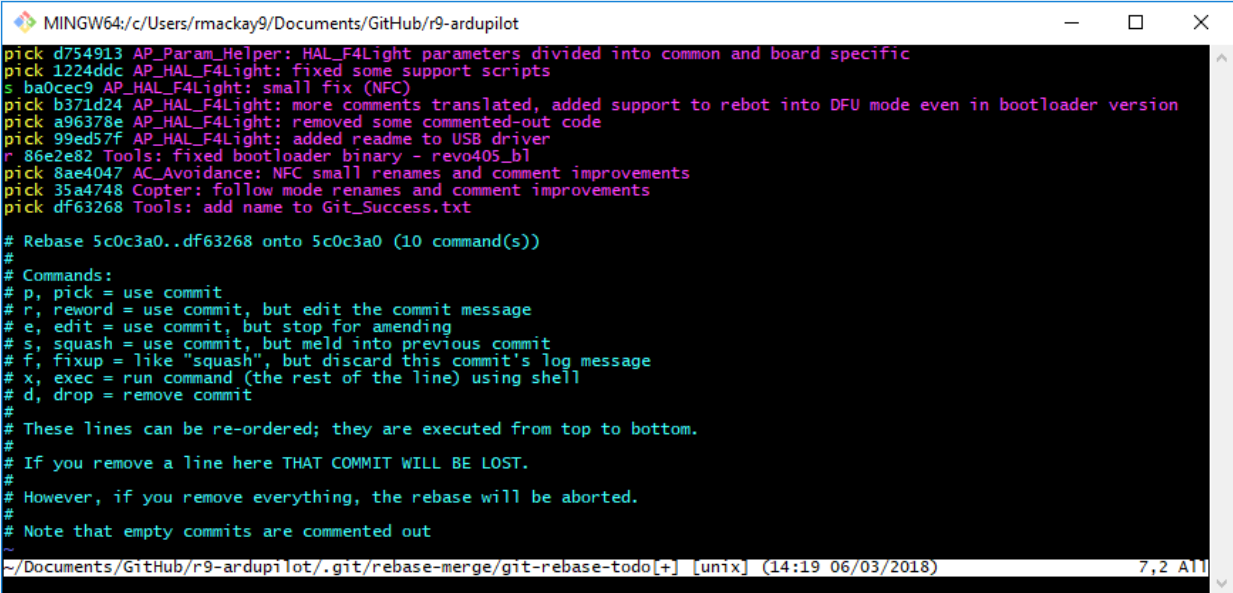 MINGW64:/c/Users/rmackay9/Documents/GitHub/r9-ardupilot
pick d754913 AP_Param_Helper: HAL_F4Light parameters divided into common and board specific
pick 1224ddc AP_HAL_F4Light: fixed some support scripts
s ba0cec9 AP_HAL_F4Light: small fix (NFC)
pick b371d24 AP_HAL_F4Light: more comments translated, added support to rebot into DFU mode even in bootloader version
pick a96378e AP_HAL_F4Light: removed some commented-out code
pick 99ed57f AP_HAL_F4Light: added readme to USB driver
r 86e2e82 Tools: fixed bootloader binary - revo405_bl
pick 8ae4047 AC_Avoidance: NFC small renames and comment improvements
pick 35a4748 Copter: follow mode renames and comment improvements
pick df63268 Tools: add name to Git_Success.txt
# Rebase 5c0c3a0..df63268 onto 5c0c3a0 (10 command(s))
#
# Commands:
# p, pick = use commit
# r, reword = use commit, but edit the commit message
# e, edit = use commit, but stop for amending
# s, squash = use commit, but meld into previous commit
# f, fixup = like "squash", but discard this commit's log message
# x, exec = run command (the rest of the line) using shell
# d, drop = remove commit
#
# These lines can be re-ordered; they are executed from top to bottom.
#
# If you remove a line here THAT COMMIT WILL BE LOST.
#
# However, if you remove everything, the rebase will be aborted.
#
# Note that empty commits are commented out
~
~/Documents/GitHub/r9-ardupilot/.git/rebase-merge/git-rebase-todo[+] [unix] (14:19 06/03/2018) 7,2 All